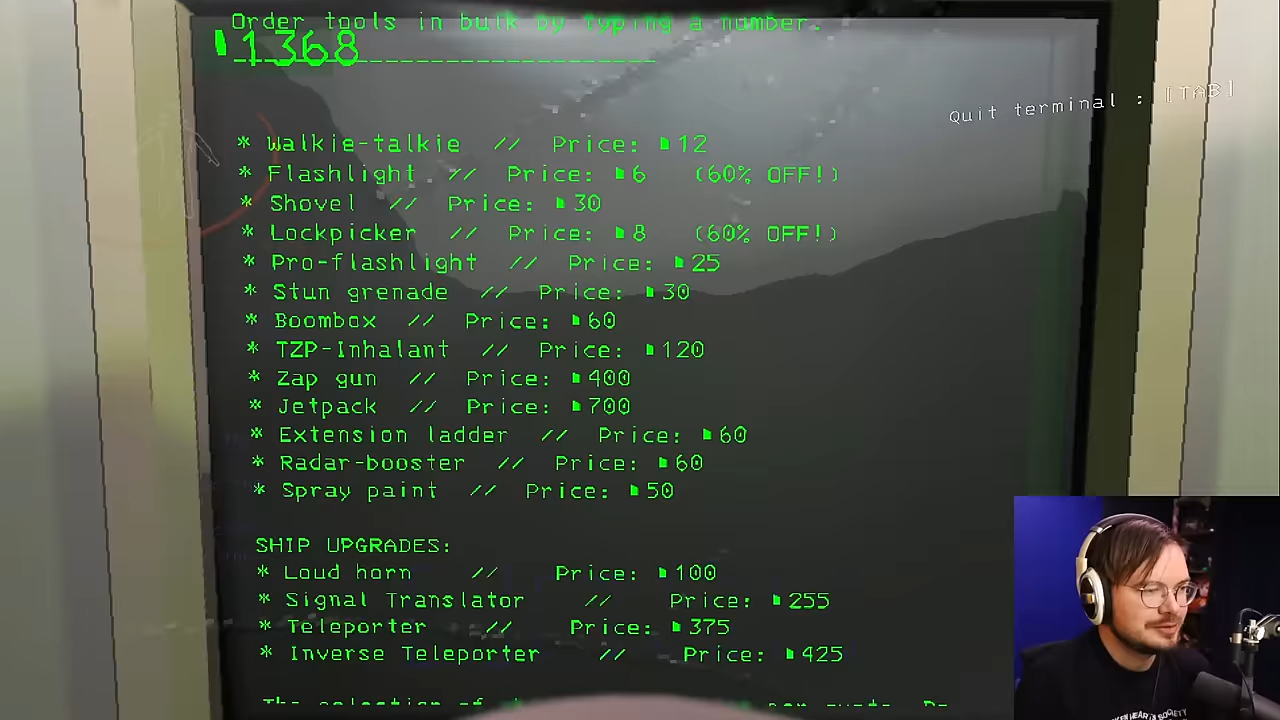 Order tools in bulk by typing a number.
1368
-----------------------------
Quit terminal : [TAB]
* Walkie-talkie // Price: ▮12
* Flashlight // Price: ▮6 (60% OFF!)
* Shovel // Price: ▮30
* Lockpicker // Price: ▮8 (60% OFF!)
* Pro-flashlight // Price: ▮25
* Stun grenade // Price: ▮30
* Boombox // Price: ▮60
* TZP-Inhalant // Price: ▮120
* Zap gun // Price: ▮400
* Jetpack // Price: ▮700
* Extension ladder // Price: ▮60
* Radar-booster // Price: ▮60
* Spray paint // Price: ▮50
SHIP UPGRADES:
* Loud horn // Price: ▮100
* Signal Translator // Price: ▮255
* Teleporter // Price: ▮375
* Inverse Teleporter // Price: ▮425
The selection of